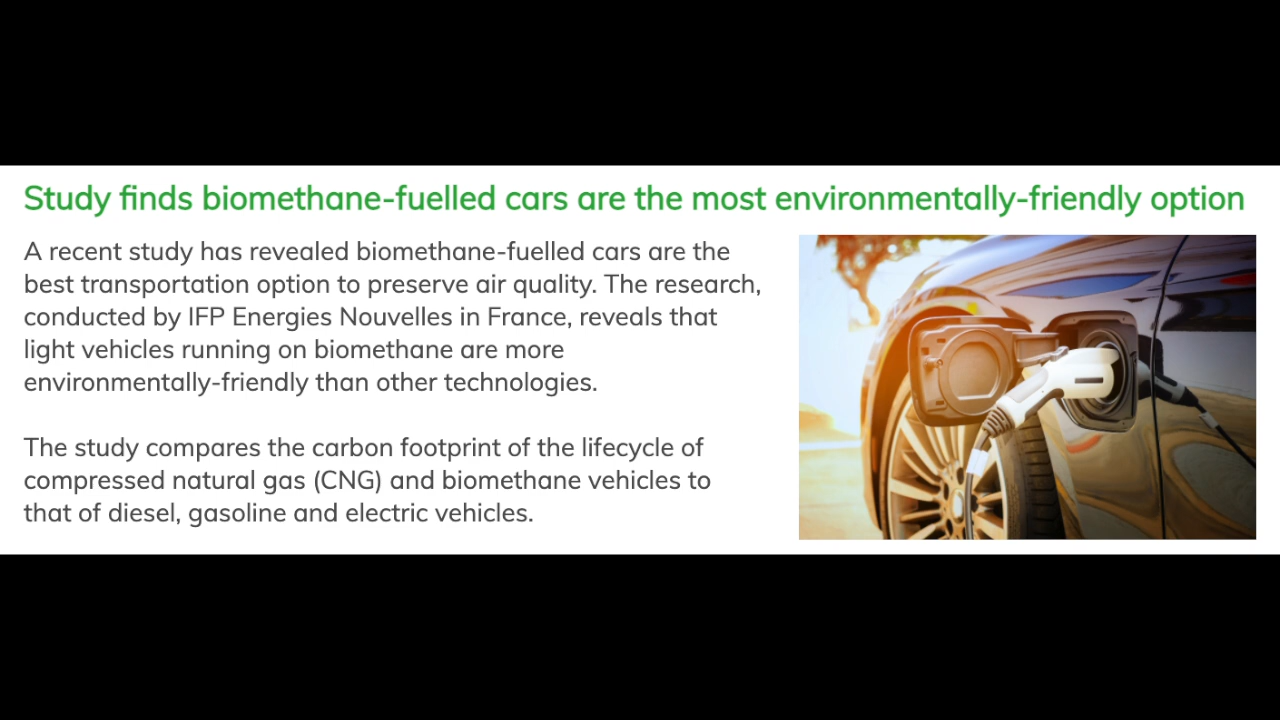 Study finds biomethane-fuelled cars are the most environmentally-friendly option
A recent study has revealed biomethane-fuelled cars are the
best transportation option to preserve air quality. The research,
conducted by IFP Energies Nouvelles in France, reveals that
light vehicles running on biomethane are more
environmentally-friendly than other technologies.
The study compares the carbon footprint of the lifecycle of
compressed natural gas (CNG) and biomethane vehicles to
that of diesel, gasoline and electric vehicles.